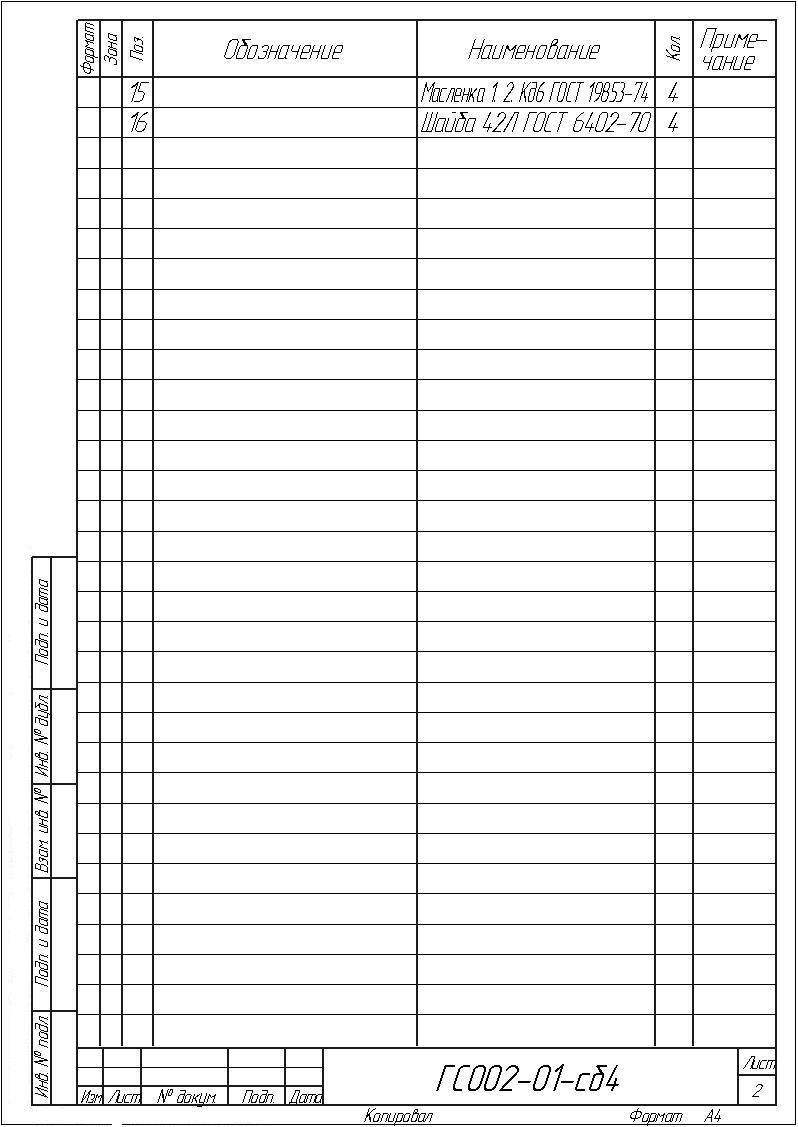 Формат Зона Поз. Обозначение Наименование Кол Приме-
чание
15 Масленка 1. 2. Кд6 ГОСТ 19853-74 4
16 Шайба 42Л ГОСТ 6402-70 4
Подп. и дата
Инв. № дубл.
Взам. инв. №
Подп. и дата
Инв. № подл.
ГС002-01-сб4
Лист
2
Изм Лист № докум. Подп. Дата
Копировал Формат А4